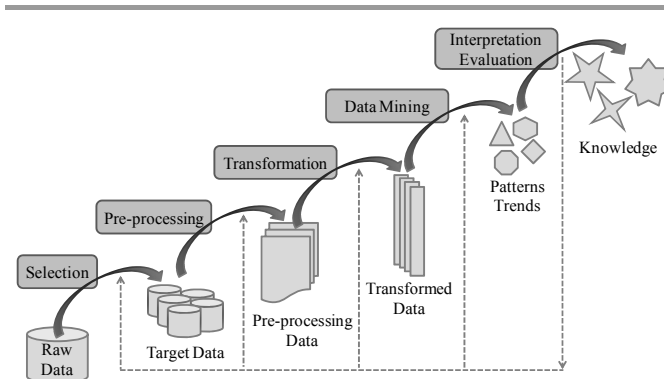 Interpretation
Evaluation
Data Mining
Knowledge
Transformation
Patterns
Trends
Pre-processing
Transformed
Data
Selection
Pre-processing
Data
Raw
Data
Target Data